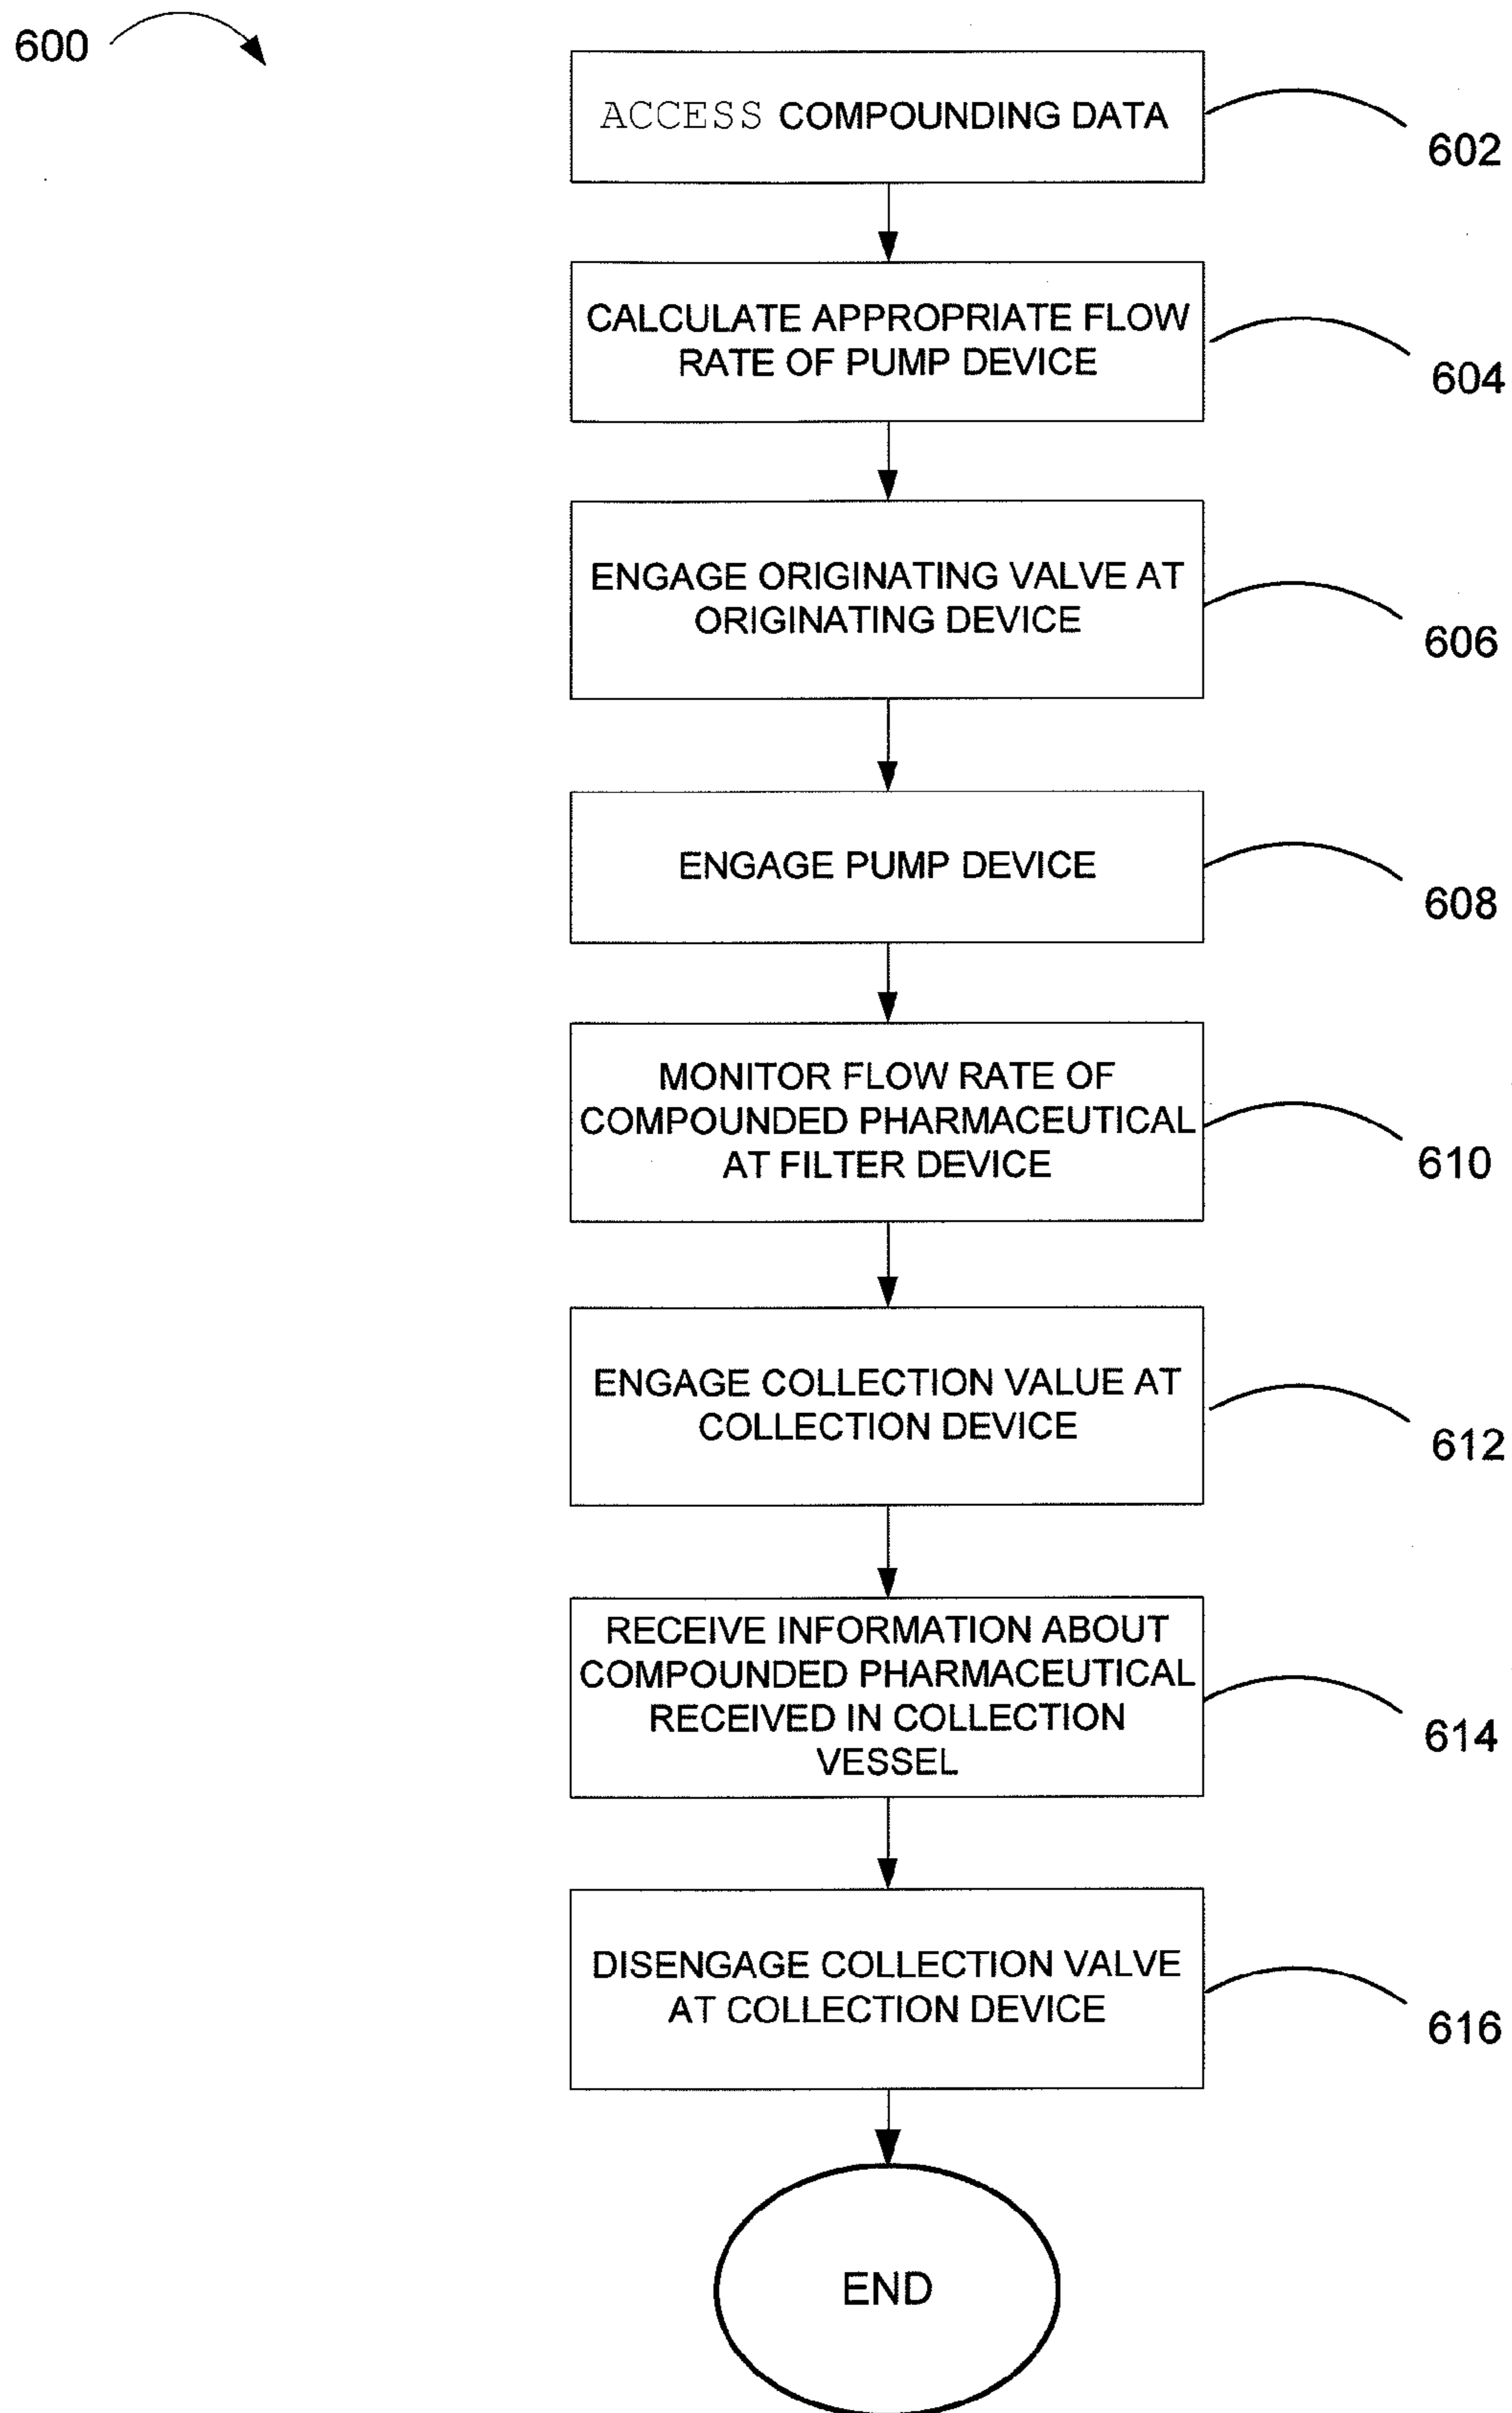 600
ACCESS COMPOUNDING DATA
602
CALCULATE APPROPRIATE FLOW
RATE OF PUMP DEVICE
604
ENGAGE ORIGINATING VALVE AT
ORIGINATING DEVICE
606
ENGAGE PUMP DEVICE
608
MONITOR FLOW RATE OF
COMPOUNDED PHARMACEUTICAL
AT FILTER DEVICE
610
ENGAGE COLLECTION VALUE AT
COLLECTION DEVICE
612
RECEIVE INFORMATION ABOUT
COMPOUNDED PHARMACEUTICAL
RECEIVED IN COLLECTION
VESSEL
614
DISENGAGE COLLECTION VALVE
AT COLLECTION DEVICE
616
END